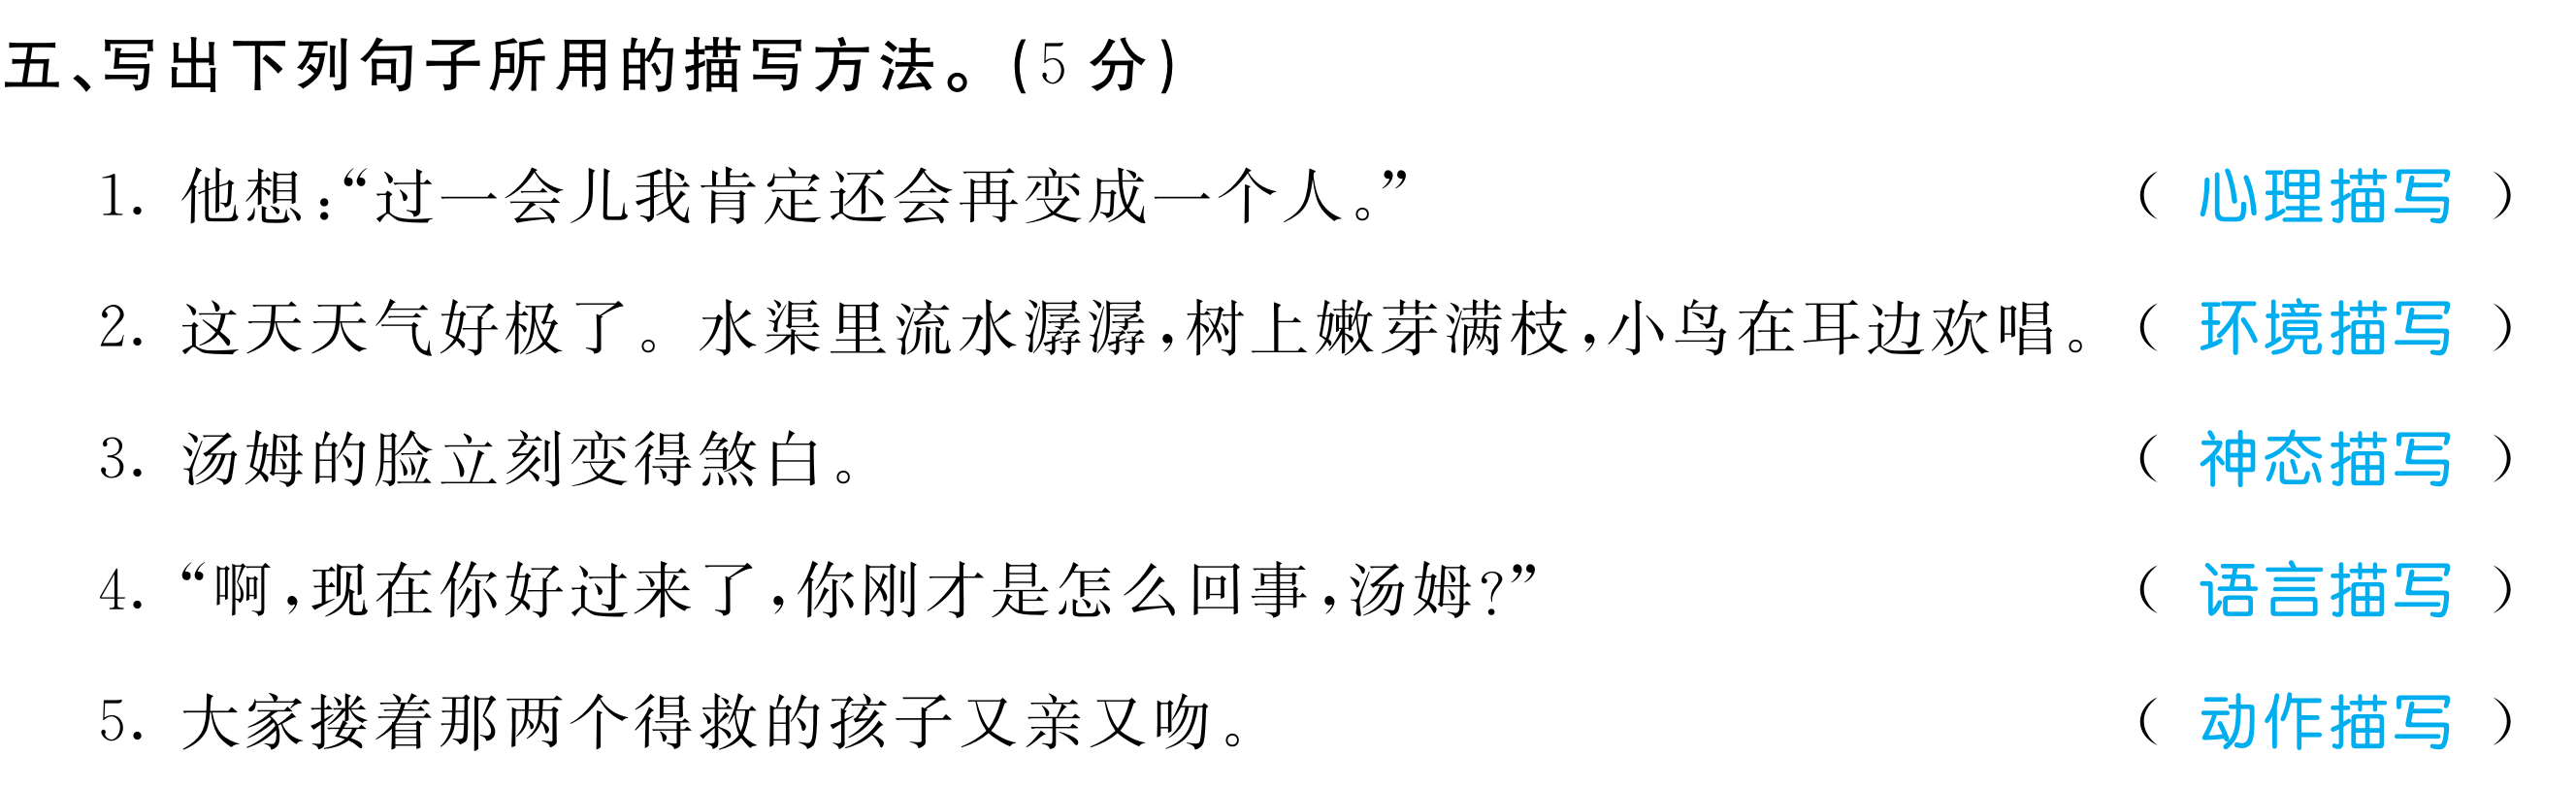 五、写出下列句子所用的描写方法。(5 分)
1. 他想:“过一会儿我肯定还会再变成一个人。” ( 心理描写 )
2. 这天天气好极了。水渠里流水潺潺,树上嫩芽满枝,小鸟在耳边欢唱。( 环境描写 )
3. 汤姆的脸立刻变得煞白。 ( 神态描写 )
4. “啊,现在你好过来了,你刚才是怎么回事,汤姆?” ( 语言描写 )
5. 大家搂着那两个得救的孩子又亲又吻。 ( 动作描写 )